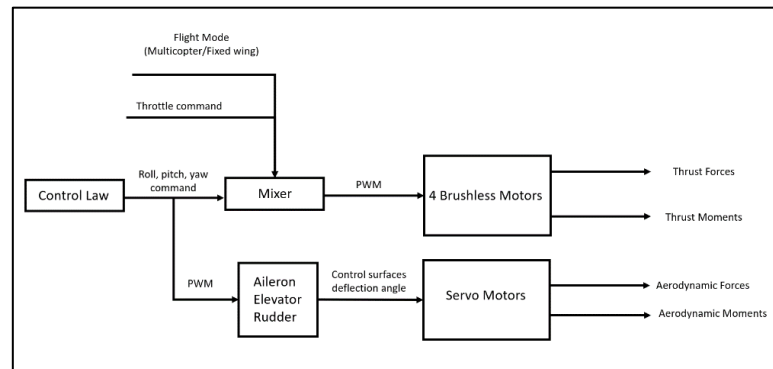 Flight Mode
(Multicopter/Fixed wing)
Throttle command
Roll, pitch, yaw
command
Control Law
Mixer
PWM
4 Brushless Motors
Thrust Forces
Thrust Moments
PWM
Aileron
Elevator
Rudder
Control surfaces
deflection angle
Servo Motors
Aerodynamic Forces
Aerodynamic Moments